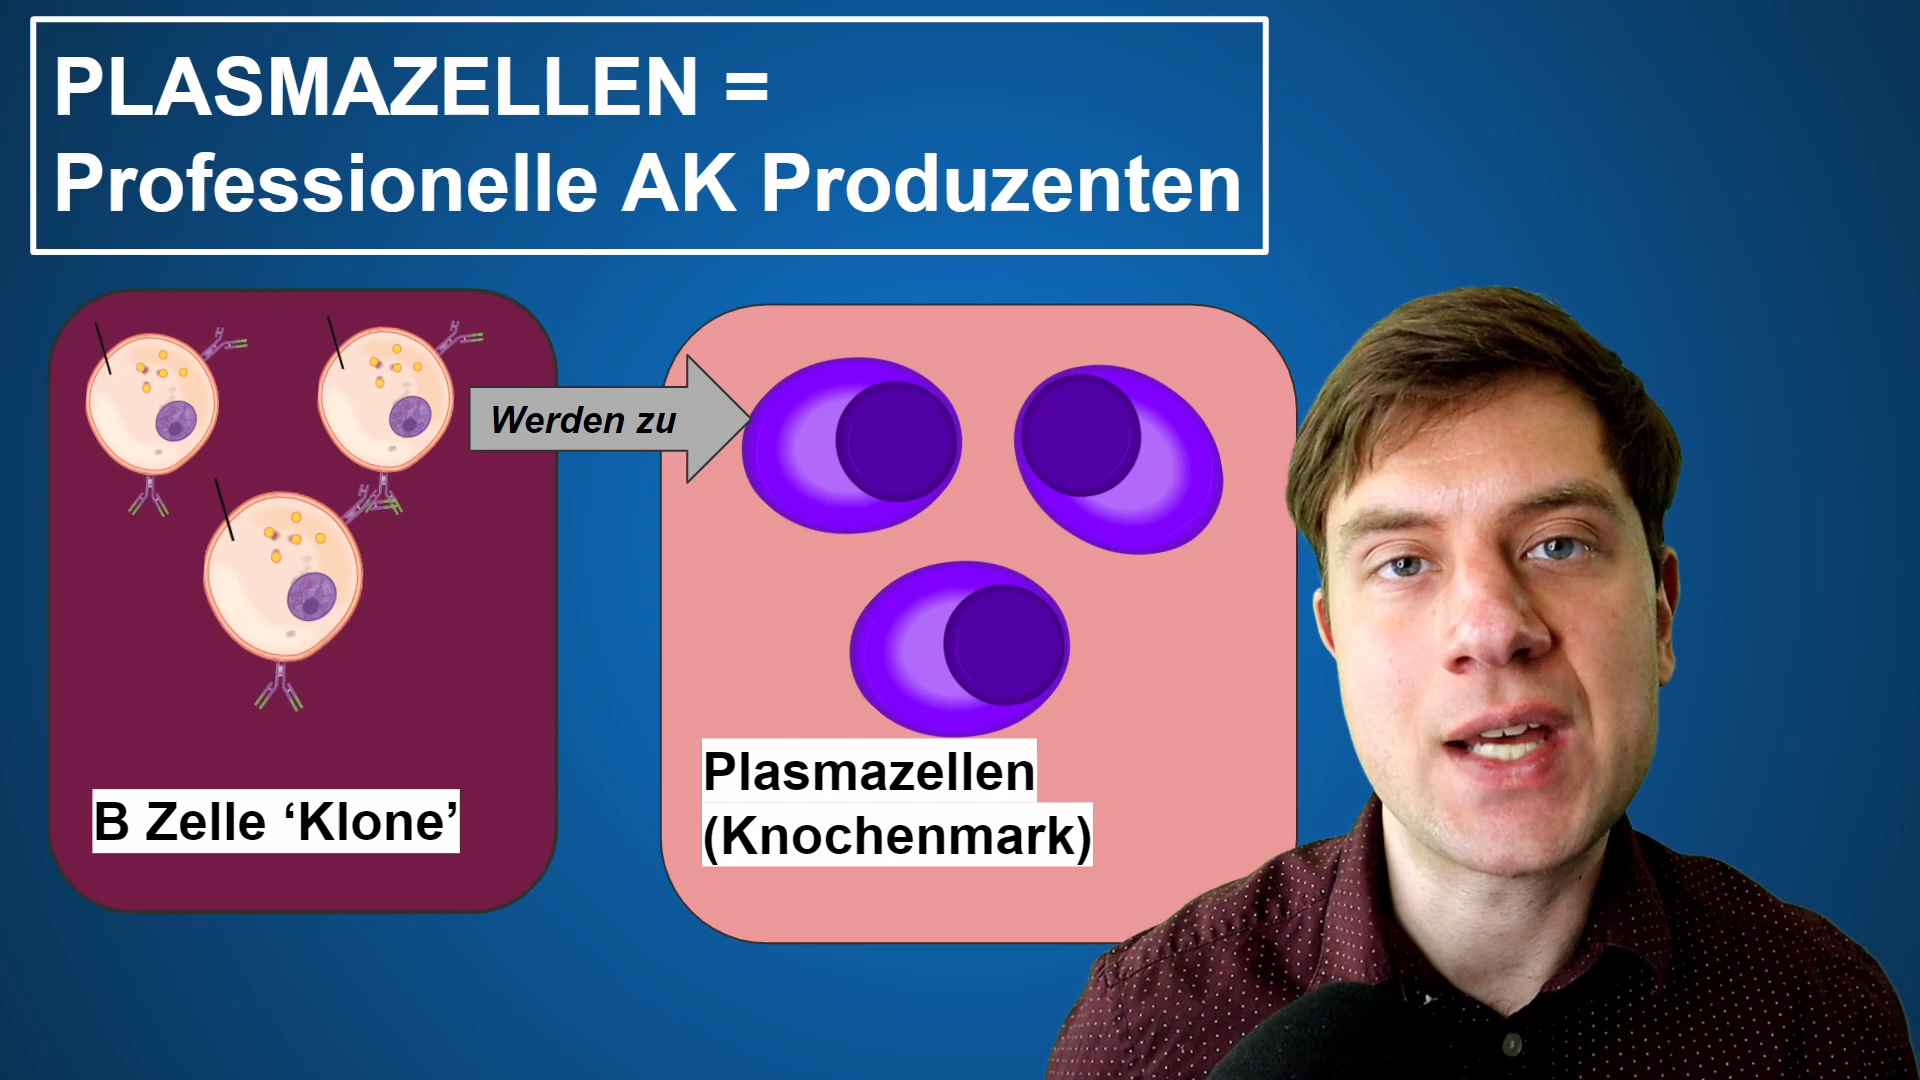 PLASMAZELLEN =
Professionelle AK Produzenten
Werden zu
B Zelle ‘Klone’
Plasmazellen
(Knochenmark)